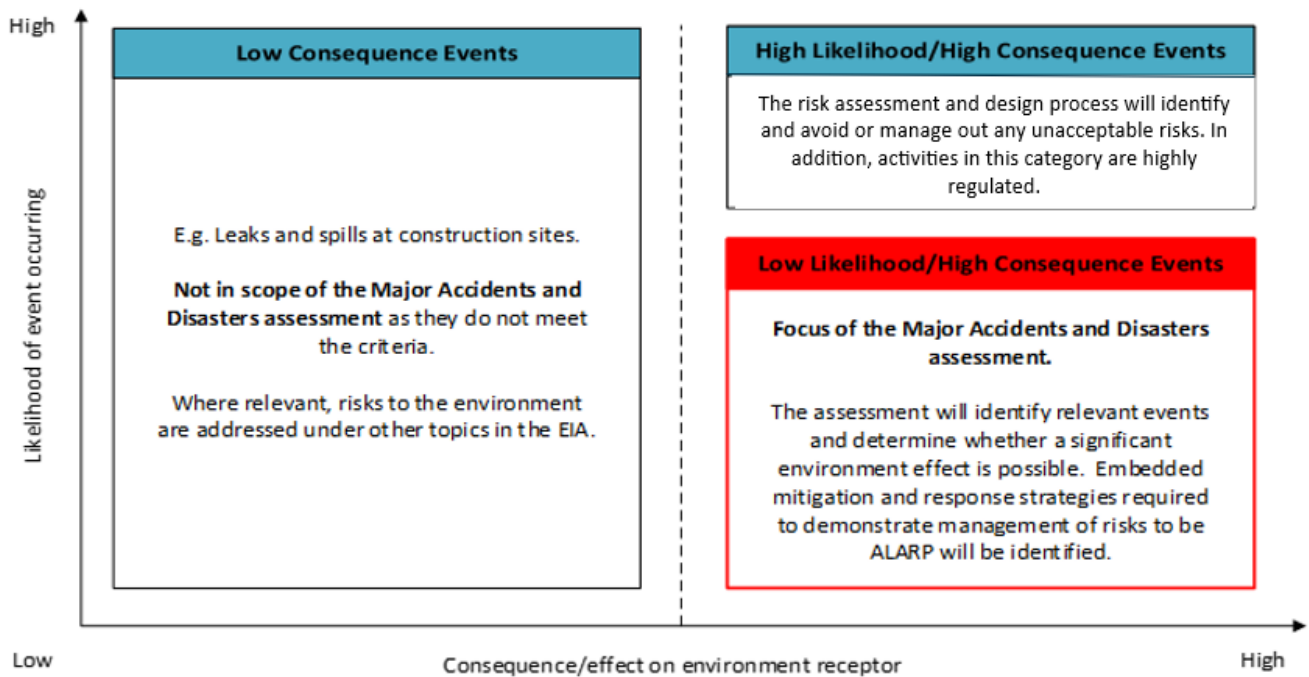 High
Low Consequence Events
E.g. Leaks and spills at construction sites.
Not in scope of the Major Accidents and
Disasters assessment as they do not meet
the criteria.
Where relevant, risks to the environment
are addressed under other topics in the EIA.
High Likelihood/High Consequence Events
The risk assessment and design process will identify
and avoid or manage out any unacceptable risks. In
addition, activities in this category are highly
regulated.
Low Likelihood/High Consequence Events
Focus of the Major Accidents and Disasters
assessment.
The assessment will identify relevant events
and determine whether a significant
environment effect is possible.  Embedded
mitigation and response strategies required
to demonstrate management of risks to be
ALARP will be identified.
Likelihood of event occurring
Low
Consequence/effect on environment receptor
High